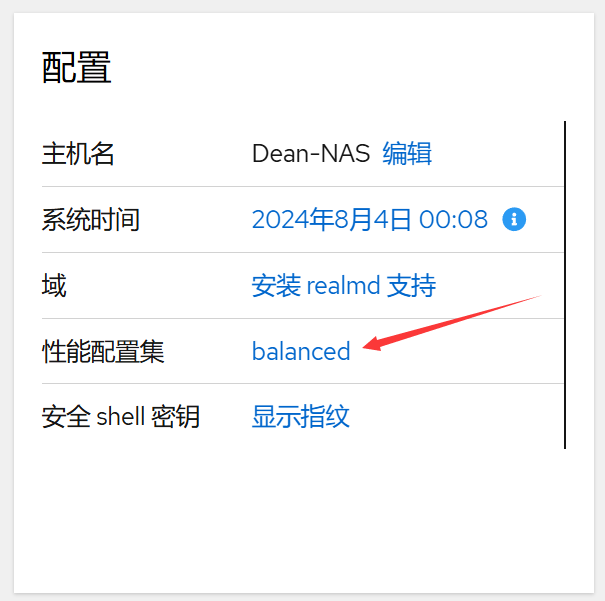 配置
主机名 Dean-NAS 编辑
系统时间 2024年8月4日 00:08
域 安装 realmd 支持
性能配置集 balanced
安全 shell 密钥 显示指纹